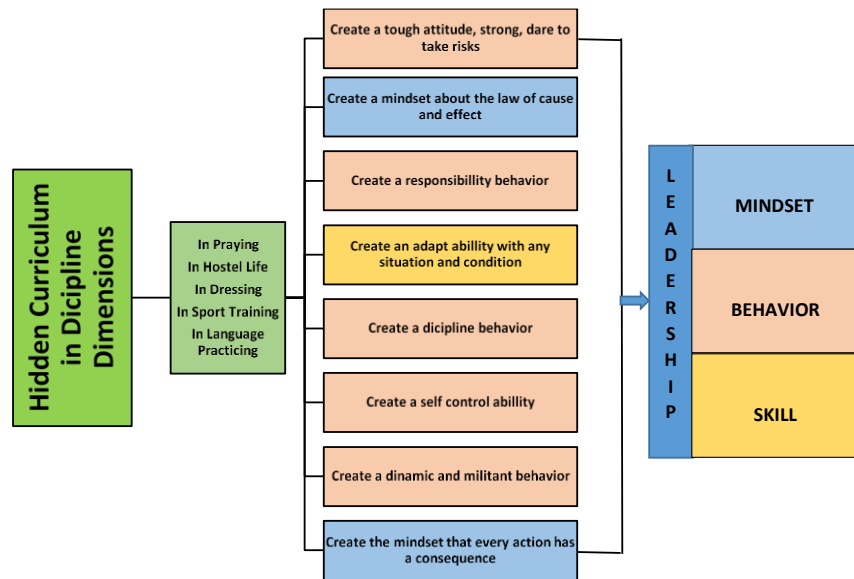 Hidden Curriculum
in Dicipline
Dimensions
In Praying
In Hostel Life
In Dressing
In Sport Training
In Language
Practicing
Create a tough attitude, strong, dare to
take risks
Create a mindset about the law of cause
and effect
Create a responsibillity behavior
Create an adapt abillity with any
situation and condition
Create a dicipline behavior
Create a self control abillity
Create a dinamic and militant behavior
Create the mindset that every action has
a consequence
LEADERSHIP
MINDSET
BEHAVIOR
SKILL